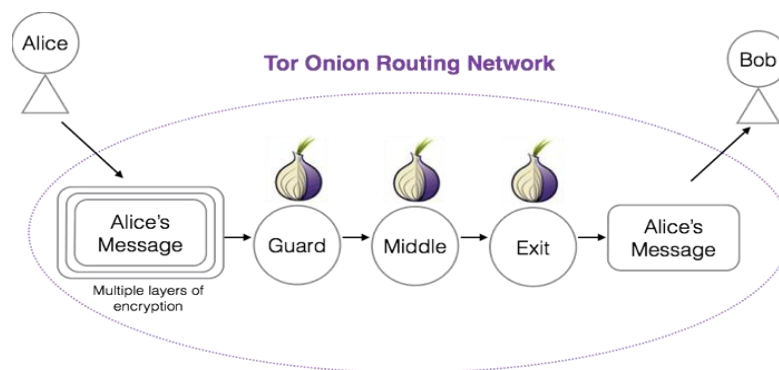 Alice
Tor Onion Routing Network
Bob
Alice's
Message
Guard
Middle
Exit
Alice's
Message
Multiple layers of
encryption